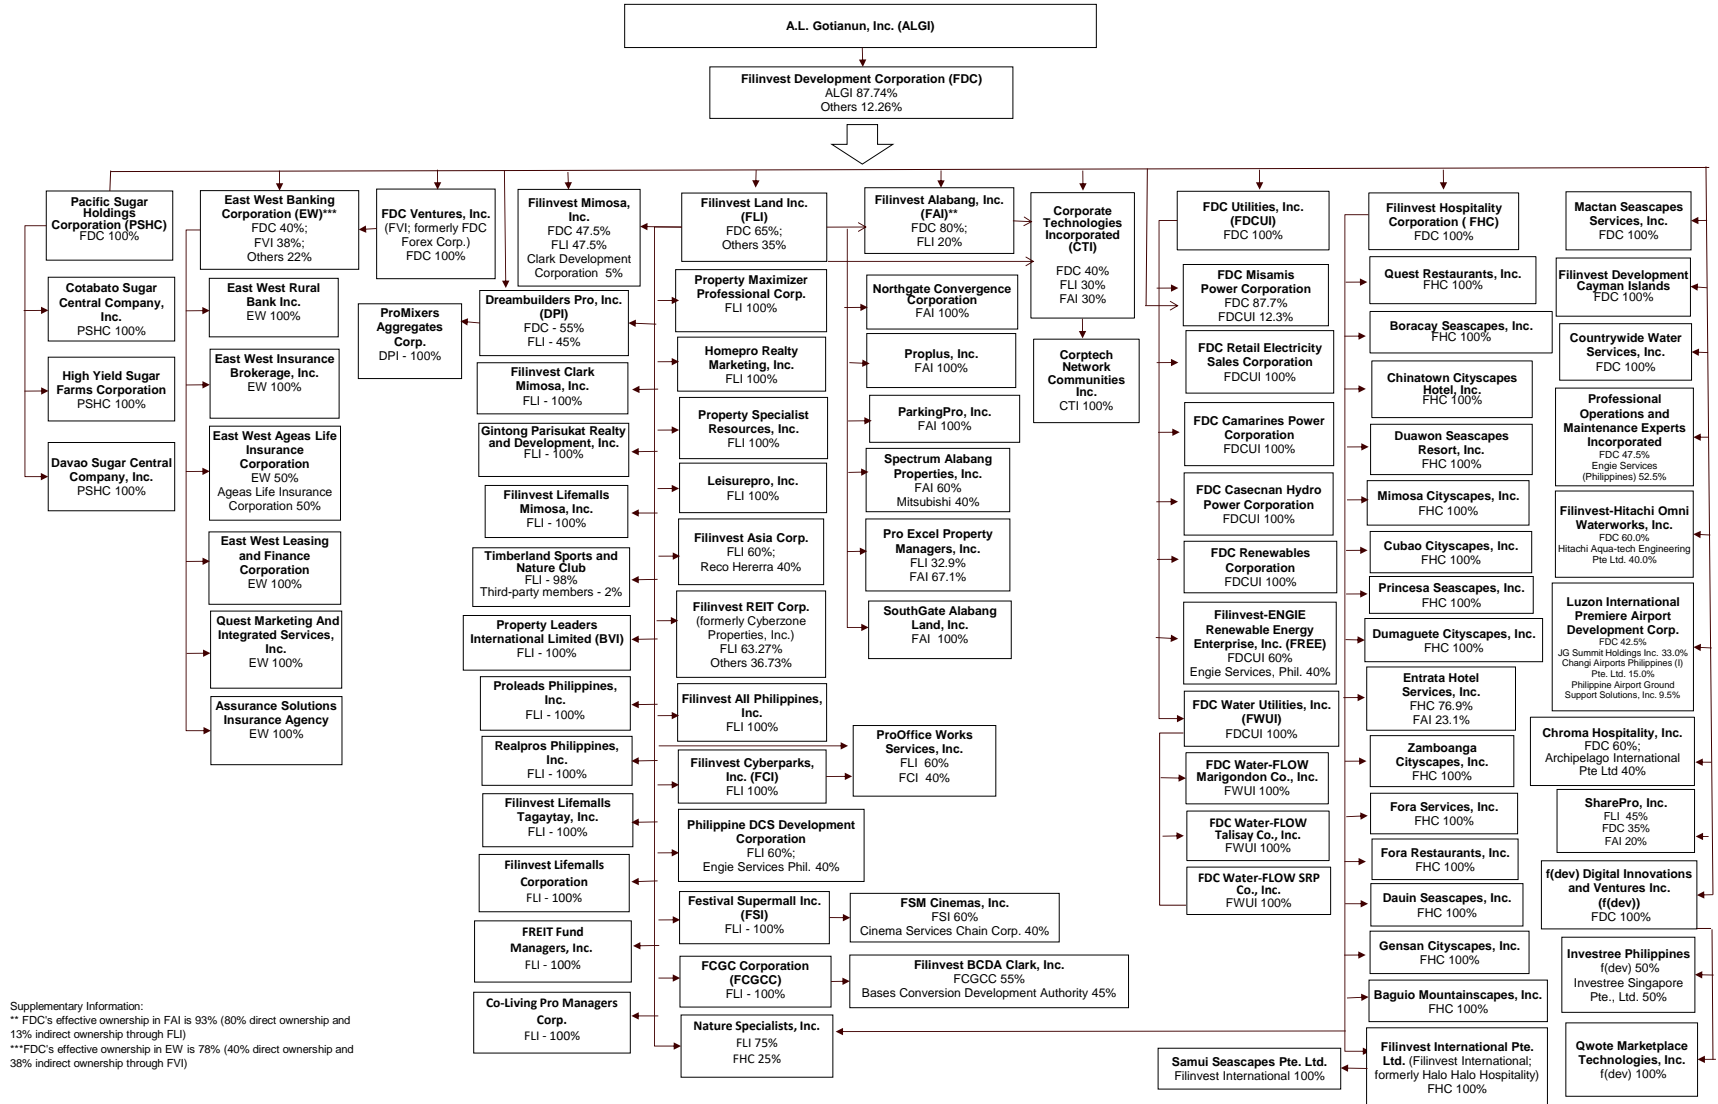 A.L. Gotianun, Inc. (ALGI)
Filinvest Development Corporation (FDC)
ALGI 87.74%
Others 12.26%
Pacific Sugar
Holdings
Corporation (PSHC)
FDC 100%
Cotabato Sugar
Central Company,
Inc.
PSHC 100%
High Yield Sugar
Farms Corporation
PSHC 100%
Davao Sugar Central
Company, Inc.
PSHC 100%
East West Banking
Corporation (EW)***
FDC 40%;
FVI 38%;
Others 22%
East West Rural
Bank Inc.
EW 100%
East West Insurance
Brokerage, Inc.
EW 100%
East West Ageas Life
Insurance
Corporation
EW 50%
Ageas Life Insurance
Corporation 50%
East West Leasing
and Finance
Corporation
EW 100%
Quest Marketing And
Integrated Services,
Inc.
EW 100%
Assurance Solutions
Insurance Agency
EW 100%
FDC Ventures, Inc.
(FVI; formerly FDC
Forex Corp.)
FDC 100%
ProMixers
Aggregates
Corp.
DPI - 100%
Filinvest Mimosa,
Inc.
FDC 47.5%
FLI 47.5%
Clark Development
Corporation 5%
Dreambuilders Pro, Inc.
(DPI)
FDC - 55%
FLI - 45%
Filinvest Clark
Mimosa, Inc.
FLI - 100%
Gintong Parisukat Realty
and Development, Inc.
FLI - 100%
Filinvest Lifemalls
Mimosa, Inc.
FLI - 100%
Timberland Sports and
Nature Club
FLI - 98%
Third-party members - 2%
Property Leaders
International Limited (BVI)
FLI - 100%
Proleads Philippines,
Inc.
FLI - 100%
Realpros Philippines,
Inc.
FLI - 100%
Filinvest Lifemalls
Tagaytay, Inc.
FLI - 100%
Filinvest Lifemalls
Corporation
FLI - 100%
FREIT Fund
Managers, Inc.
FLI - 100%
Co-Living Pro Managers
Corp.
FLI - 100%
Filinvest Land Inc.
(FLI)
FDC 65%;
Others 35%
Property Maximizer
Professional Corp.
FLI 100%
Homepro Realty
Marketing, Inc.
FLI 100%
Property Specialist
Resources, Inc.
FLI 100%
Leisurepro, Inc.
FLI 100%
Filinvest Asia Corp.
FLI 60%;
Reco Hererra 40%
Filinvest REIT Corp.
(formerly Cyberzone
Properties, Inc.)
FLI 63.27%
Others 36.73%
Filinvest All Philippines,
Inc.
FLI 100%
Filinvest Cyberparks,
Inc. (FCI)
FLI 100%
Philippine DCS Development
Corporation
FLI 60%;
Engie Services Phil. 40%
Festival Supermall Inc.
(FSI)
FLI - 100%
FCGC Corporation
(FCGCC)
FLI - 100%
Nature Specialists, Inc.
FLI 75%
FHC 25%
Filinvest Alabang, Inc.
(FAI)**
FDC 80%;
FLI 20%
Northgate Convergence
Corporation
FAI 100%
Proplus, Inc.
FAI 100%
ParkingPro, Inc.
FAI 100%
Spectrum Alabang
Properties, Inc.
FAI 60%
Mitsubishi 40%
Pro Excel Property
Managers, Inc.
FLI 32.9%
FAI 67.1%
SouthGate Alabang
Land, Inc.
FAI 100%
ProOffice Works
Services, Inc.
FLI 60%
FCI 40%
FSM Cinemas, Inc.
FSI 60%
Cinema Services Chain Corp. 40%
Filinvest BCDA Clark, Inc.
FCGCC 55%
Bases Conversion Development Authority 45%
Corporate
Technologies
Incorporated
(CTI)
FDC 40%
FLI 30%
FAI 30%
Corptech
Network
Communities
Inc.
CTI 100%
FDC Utilities, Inc.
(FDCUI)
FDC 100%
FDC Misamis
Power Corporation
FDC 87.7%
FDCUI 12.3%
FDC Retail Electricity
Sales Corporation
FDCUI 100%
FDC Camarines Power
Corporation
FDCUI 100%
FDC Casecnan Hydro
Power Corporation
FDCUI 100%
FDC Renewables
Corporation
FDCUI 100%
Filinvest-ENGIE
Renewable Energy
Enterprise, Inc. (FREE)
FDCUI 60%
Engie Services, Phil. 40%
FDC Water Utilities, Inc.
(FWUI)
FDCUI 100%
FDC Water-FLOW
Marigondon Co., Inc.
FWUI 100%
FDC Water-FLOW
Talisay Co., Inc.
FWUI 100%
FDC Water-FLOW SRP
Co., Inc.
FWUI 100%
Samui Seascapes Pte. Ltd.
Filinvest International 100%
Filinvest Hospitality
Corporation ( FHC)
FDC 100%
Quest Restaurants, Inc.
FHC 100%
Boracay Seascapes, Inc.
FHC 100%
Chinatown Cityscapes
Hotel, Inc.
FHC 100%
Duawon Seascapes
Resort, Inc.
FHC 100%
Mimosa Cityscapes, Inc.
FHC 100%
Cubao Cityscapes, Inc.
FHC 100%
Princesa Seascapes, Inc.
FHC 100%
Dumaguete Cityscapes, Inc.
FHC 100%
Entrata Hotel
Services, Inc.
FHC 76.9%
FAI 23.1%
Zamboanga
Cityscapes, Inc.
FHC 100%
Fora Services, Inc.
FHC 100%
Fora Restaurants, Inc.
FHC 100%
Dauin Seascapes, Inc.
FHC 100%
Gensan Cityscapes, Inc.
FHC 100%
Baguio Mountainscapes, Inc.
FHC 100%
Filinvest International Pte.
Ltd. (Filinvest International;
formerly Halo Halo Hospitality)
FHC 100%
Mactan Seascapes
Services, Inc.
FDC 100%
Filinvest Development
Cayman Islands
FDC 100%
Countrywide Water
Services, Inc.
FDC 100%
Professional
Operations and
Maintenance Experts
Incorporated
FDC 47.5%
Engie Services
(Philippines) 52.5%
Filinvest-Hitachi Omni
Waterworks, Inc.
FDC 60.0%
Hitachi Aqua-tech Engineering
Pte Ltd. 40.0%
Luzon International
Premiere Airport
Development Corp.
FDC 42.5%
JG Summit Holdings Inc. 33.0%
Changi Airports Philippines (I)
Pte. Ltd. 15.0%
Philippine Airport Ground
Support Solutions, Inc. 9.5%
Chroma Hospitality, Inc.
FDC 60%;
Archipelago International
Pte Ltd 40%
SharePro, Inc.
FLI 45%
FDC 35%
FAI 20%
f(dev) Digital Innovations
and Ventures Inc.
(f(dev))
FDC 100%
Investree Philippines
f(dev) 50%
Investree Singapore
Pte., Ltd. 50%
Qwote Marketplace
Technologies, Inc.
f(dev) 100%
Supplementary Information:
** FDC's effective ownership in FAI is 93% (80% direct ownership and
13% indirect ownership through FLI)
***FDC's effective ownership in EW is 78% (40% direct ownership and
38% indirect ownership through FVI)